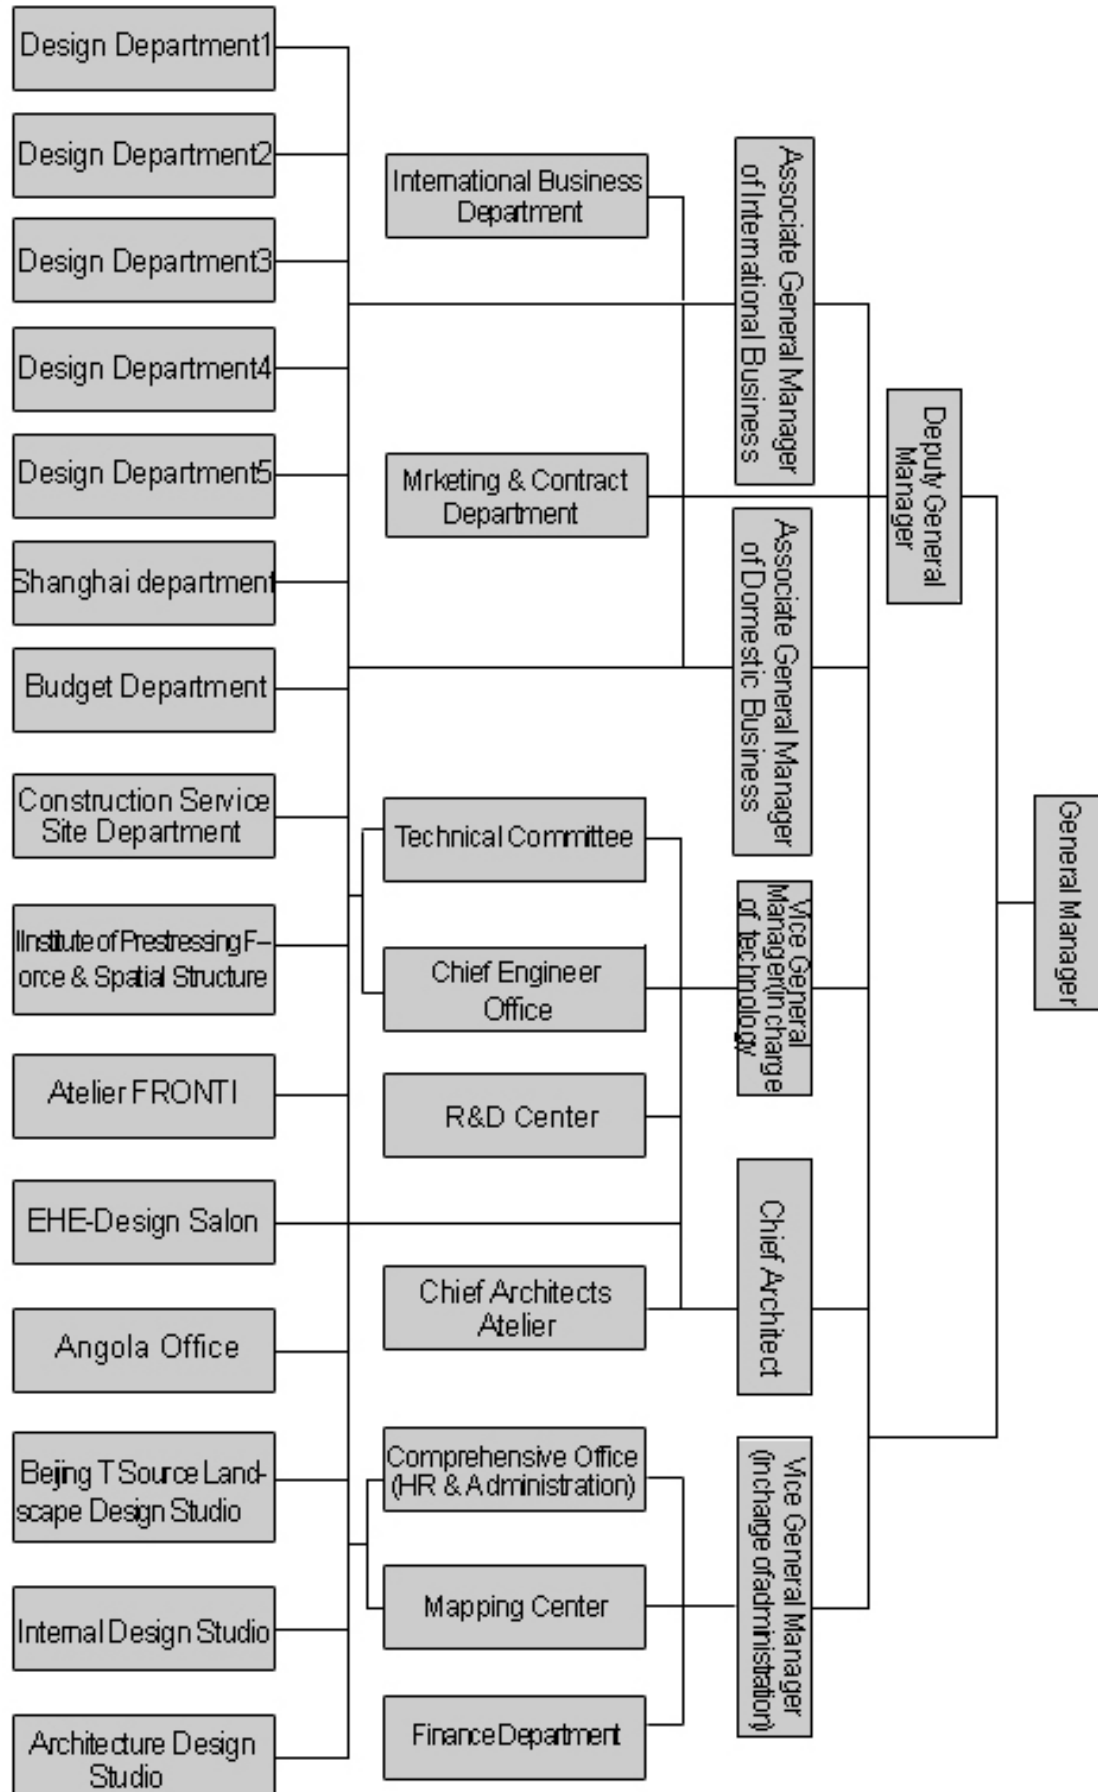 Design Department1
Design Department2
Design Department3
Design Department4
Design Department5
Shanghai department
Budget Department
Construction Service
Site Department
IInstitute of Prestressing F-
orce & Spatial Structure
Atelier FRONTI
EHE-Design Salon
Angola Office
Beijing T Source Land-
scape Design Studio
Internal Design Studio
Architecture Design
Studio
International Business
Department
Mrketing & Contract
Department
Technical Committee
Chief Engineer
Office
R&D Center
Chief Architects
Atelier
Comprehensive Office
(HR & Administration)
Mapping Center
Finance Department
Associate General Manager
of International Business
Associate General Manager
of Domestic Business
Vice General
Manager(in charge
of technology
Chief Architect
Vice General Manager
(in charge of administration)
Deputy General
Manager
General Manager